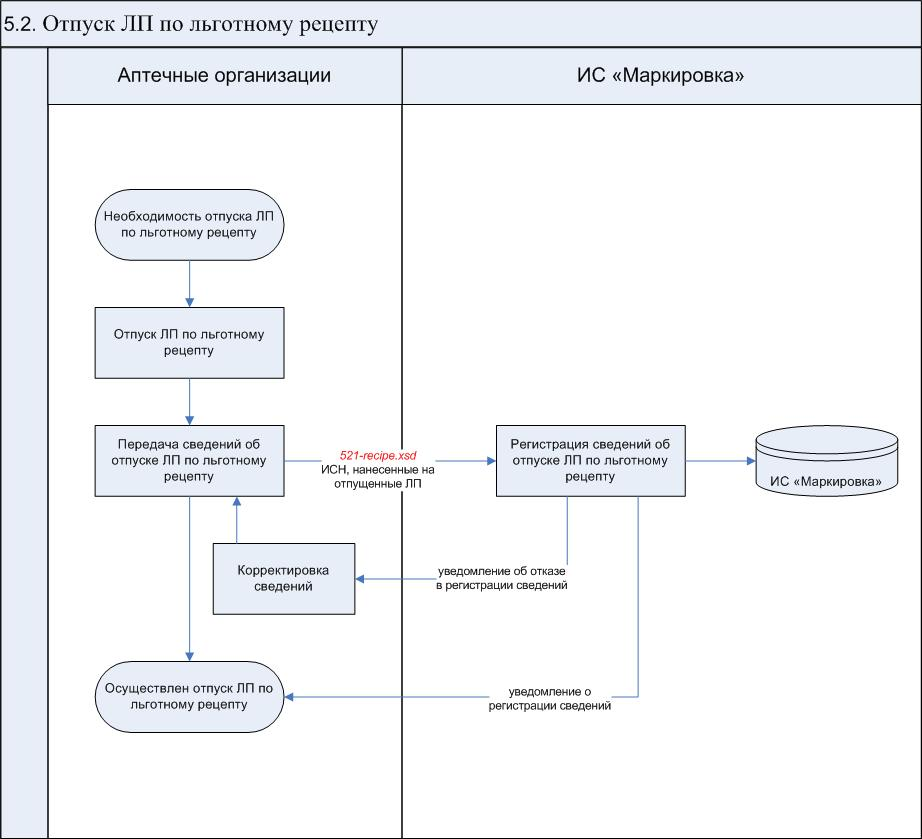 5.2. Отпуск ЛП по льготному рецепту
Аптечные организации
ИС «Маркировка»
Необходимость отпуска ЛП
по льготному рецепту
Отпуск ЛП по льготному
рецепту
Передача сведений об
отпуске ЛП по льготному
рецепту
521-recipe.xsd
ИСН, нанесенные на
отпущенные ЛП
Регистрация сведений об
отпуске ЛП по льготному
рецепту
ИС «Маркировка»
Корректировка
сведений
уведомление об отказе
в регистрации сведений
Осуществлен отпуск ЛП по
льготному рецепту
уведомление о
регистрации сведений